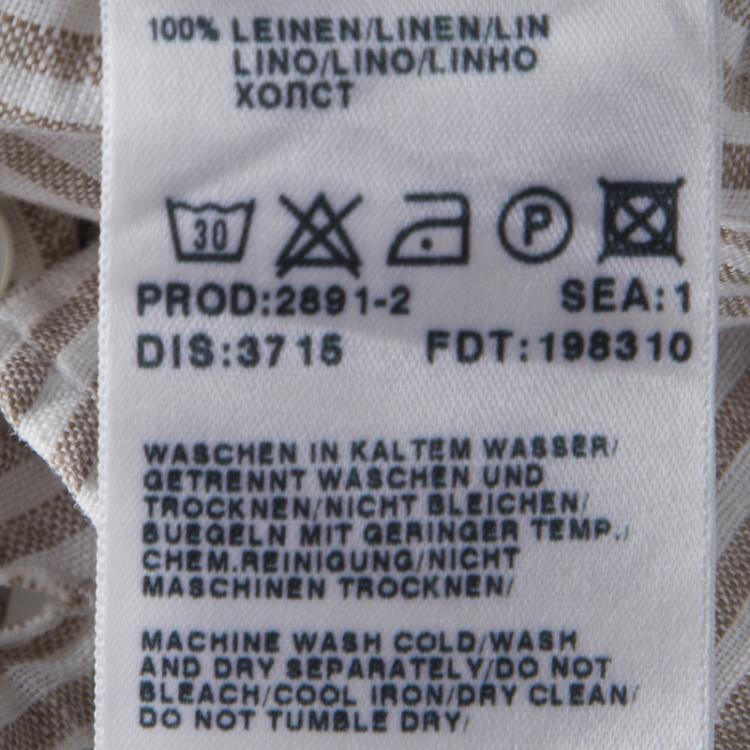 100% LEINEN/LINEN/LIN
LINO/LINO/LINHO
ХОЛСТ
30 P
PROD:2891-2 SEA:1
DIS:3715 FDT:198310
WASCHEN IN KALTEM WASSER/
GETRENNT WASCHEN UND
TROCKNEN/NICHT BLEICHEN/
BUEGELN MIT GERINGER TEMP./
CHEM.REINIGUNG/NICHT
MASCHINEN TROCKNEN/
MACHINE WASH COLD/WASH
AND DRY SEPARATELY/DO NOT
BLEACH/COOL IRON/DRY CLEAN/
DO NOT TUMBLE DRY/